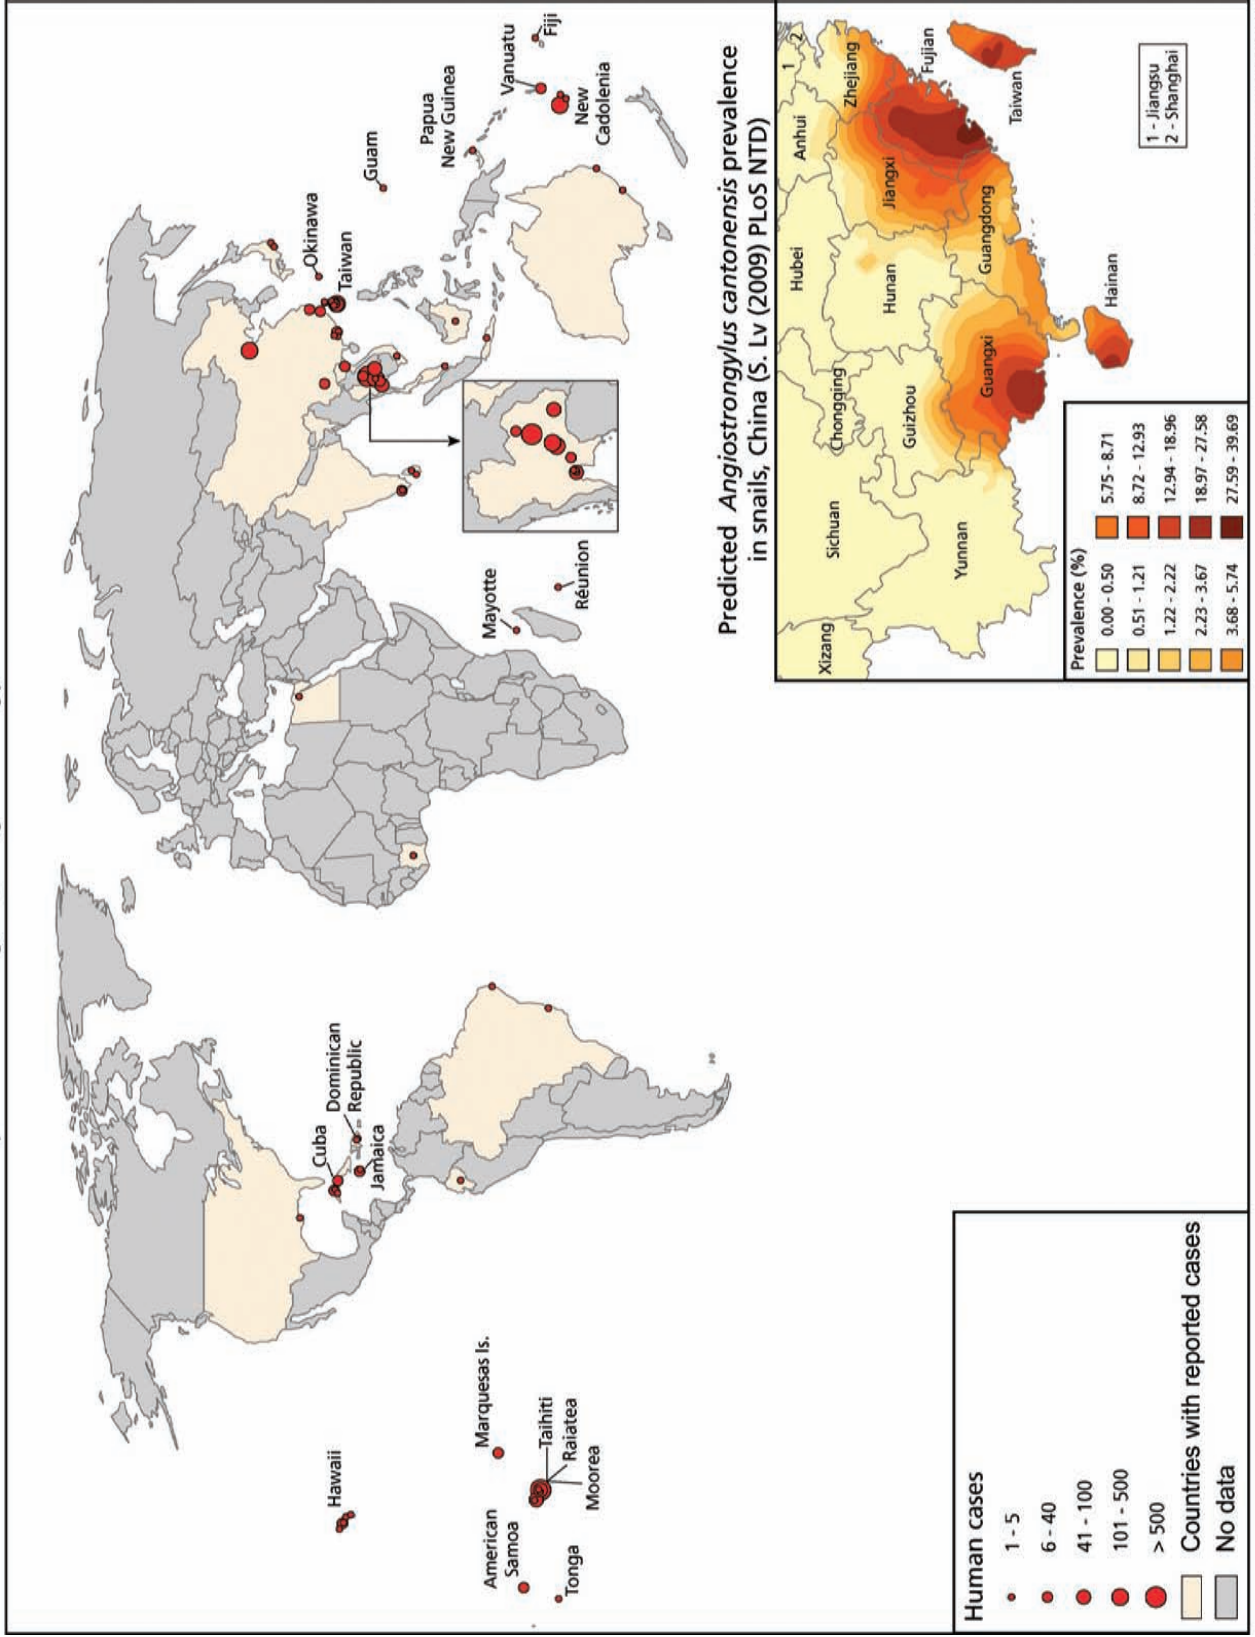 Hawaii
Marquesas Is.
American
Samoa
Tonga
Taihiti
Raiatea
Moorea
Cuba
Dominican
Republic
Jamaica
Mayotte
Réunion
Okinawa
Taiwan
Guam
Papua
New Guinea
Vanuatu
Fiji
New
Cadolenia
Human cases
1 - 5
6 - 40
41 - 100
101 - 500
> 500
Countries with reported cases
No data
Predicted Angiostrongylus cantonensis prevalence
in snails, China (S. Lv (2009) PLoS NTD)
Xizang
Sichuan
Chongqing
Hubei
Anhui
1
2
Zhejiang
Yunnan
Guizhou
Hunan
Jiangxi
Fujian
Guangxi
Guangdong
Taiwan
Hainan
1 - Jiangsu
2 - Shanghai
Prevalence (%)
0.00 - 0.50
0.51 - 1.21
1.22 - 2.22
2.23 - 3.67
3.68 - 5.74
5.75 - 8.71
8.72 - 12.93
12.94 - 18.96
18.97 - 27.58
27.59 - 39.69